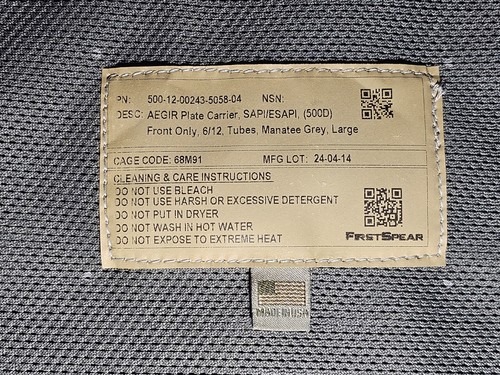 PN: 500-12-00243-5058-04 NSN:
DESC: AEGIR Plate Carrier, SAPI/ESAPI, (500D)
Front Only, 6/12, Tubes, Manatee Grey, Large
CAGE CODE: 68M91 MFG LOT: 24-04-14
CLEANING & CARE INSTRUCTIONS
DO NOT USE BLEACH
DO NOT USE HARSH OR EXCESSIVE DETERGENT
DO NOT PUT IN DRYER
DO NOT WASH IN HOT WATER
DO NOT EXPOSE TO EXTREME HEAT
FIRSTSPEAR
MADE IN USA